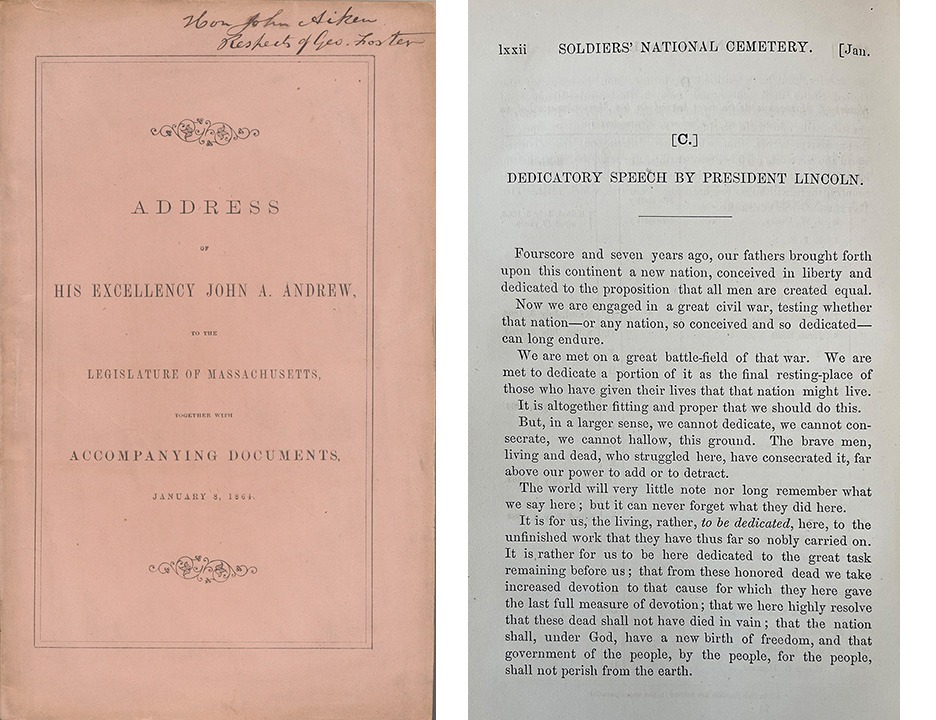 Hon John Aiken
Respects of Geo. Foster
ADDRESS
OF
HIS EXCELLENCY JOHN A. ANDREW,
TO THE
LEGISLATURE OF MASSACHUSETTS,
TOGETHER WITH
ACCOMPANYING DOCUMENTS,
JANUARY 8, 1864.
lxxii SOLDIERS' NATIONAL CEMETERY. [Jan.
[C.]
DEDICATORY SPEECH BY PRESIDENT LINCOLN.
Fourscore and seven years ago, our fathers brought forth
upon this continent a new nation, conceived in liberty and
dedicated to the proposition that all men are created equal.
Now we are engaged in a great civil war, testing whether
that nation—or any nation, so conceived and so dedicated—
can long endure.
We are met on a great battle-field of that war. We are
met to dedicate a portion of it as the final resting-place of
those who have given their lives that that nation might live.
It is altogether fitting and proper that we should do this.
But, in a larger sense, we cannot dedicate, we cannot con-
secrate, we cannot hallow, this ground. The brave men,
living and dead, who struggled here, have consecrated it, far
above our power to add or to detract.
The world will very little note nor long remember what
we say here; but it can never forget what they did here.
It is for us, the living, rather, to be dedicated, here, to the
unfinished work that they have thus far so nobly carried on.
It is rather for us to be here dedicated to the great task
remaining before us; that from these honored dead we take
increased devotion to that cause for which they here gave
the last full measure of devotion; that we here highly resolve
that these dead shall not have died in vain; that the nation
shall, under God, have a new birth of freedom, and that
government of the people, by the people, for the people,
shall not perish from the earth.